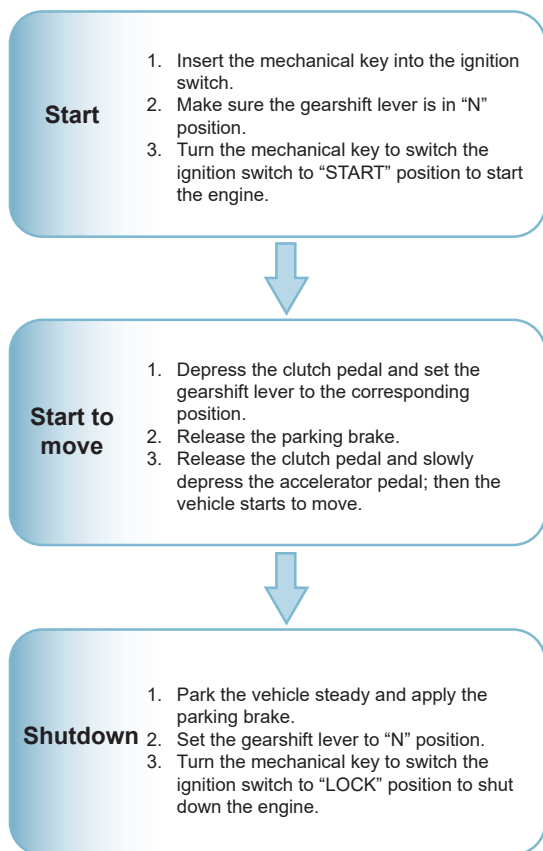 Start
1. Insert the mechanical key into the ignition
switch.
2. Make sure the gearshift lever is in “N”
position.
3. Turn the mechanical key to switch the
ignition switch to “START” position to start
the engine.
Start to
move
1. Depress the clutch pedal and set the
gearshift lever to the corresponding
position.
2. Release the parking brake.
3. Release the clutch pedal and slowly
depress the accelerator pedal; then the
vehicle starts to move.
Shutdown
1. Park the vehicle steady and apply the
parking brake.
2. Set the gearshift lever to “N” position.
3. Turn the mechanical key to switch the
ignition switch to “LOCK” position to shut
down the engine.